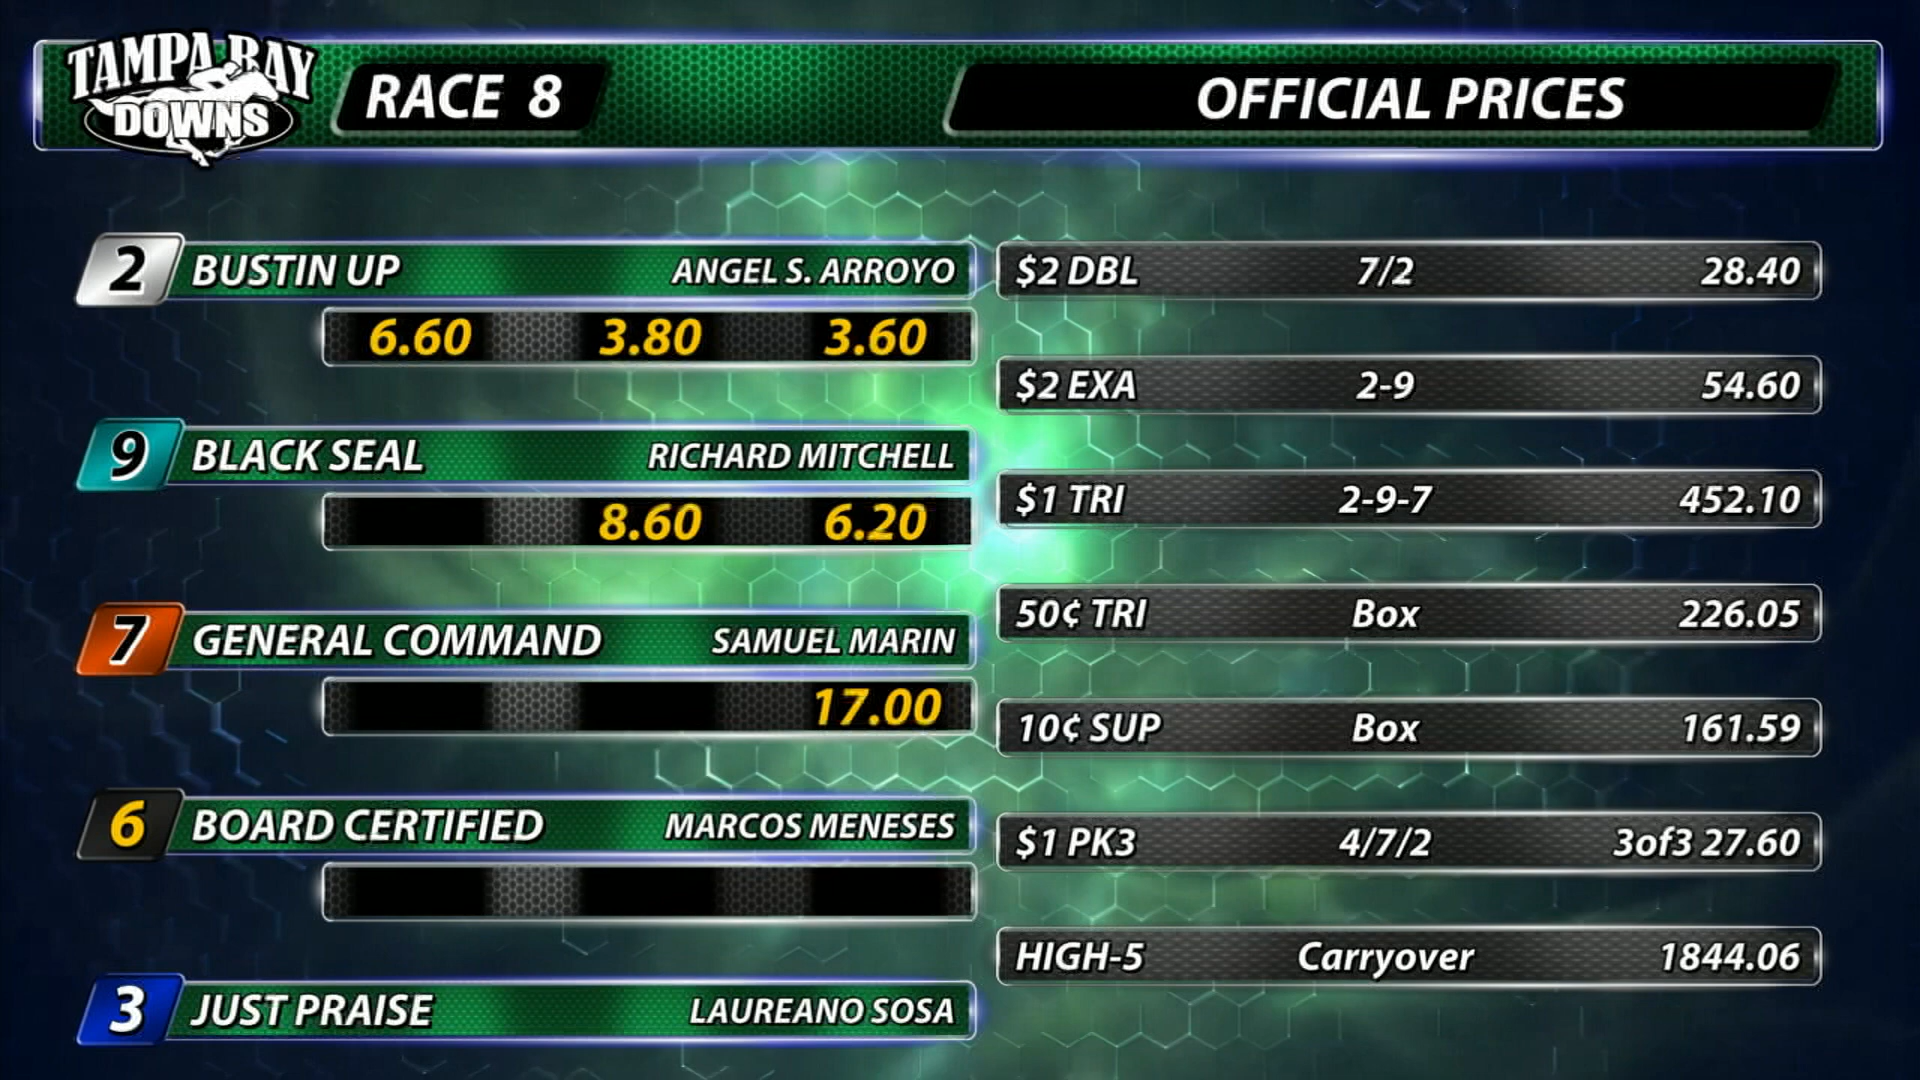 TAMPA BAY DOWNS
RACE 8
OFFICIAL PRICES
2 BUSTIN UP ANGEL S. ARROYO
6.60 3.80 3.60
9 BLACK SEAL RICHARD MITCHELL
8.60 6.20
7 GENERAL COMMAND SAMUEL MARIN
17.00
6 BOARD CERTIFIED MARCOS MENESES
3 JUST PRAISE LAUREANO SOSA
$2 DBL 7/2 28.40
$2 EXA 2-9 54.60
$1 TRI 2-9-7 452.10
50¢ TRI Box 226.05
10¢ SUP Box 161.59
$1 PK3 4/7/2 3of3 27.60
HIGH-5 Carryover 1844.06